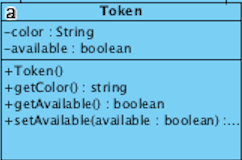 a Token
-color : String
-available : boolean
+Token()
+getColor() : string
+getAvailable() : boolean
+setAvailable(available : boolean) :...